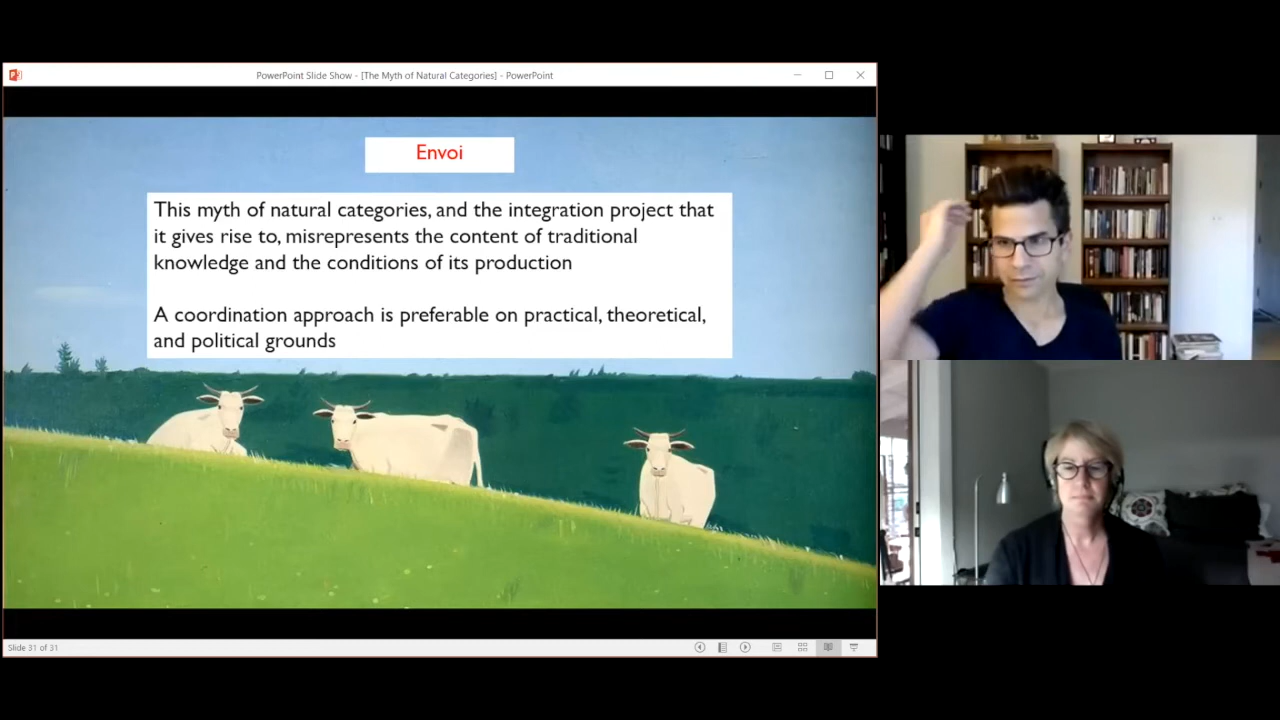 PowerPoint Slide Show - [The Myth of Natural Categories] - PowerPoint
Envoi
This myth of natural categories, and the integration project that
it gives rise to, misrepresents the content of traditional
knowledge and the conditions of its production
A coordination approach is preferable on practical, theoretical,
and political grounds
Slide 31 of 31